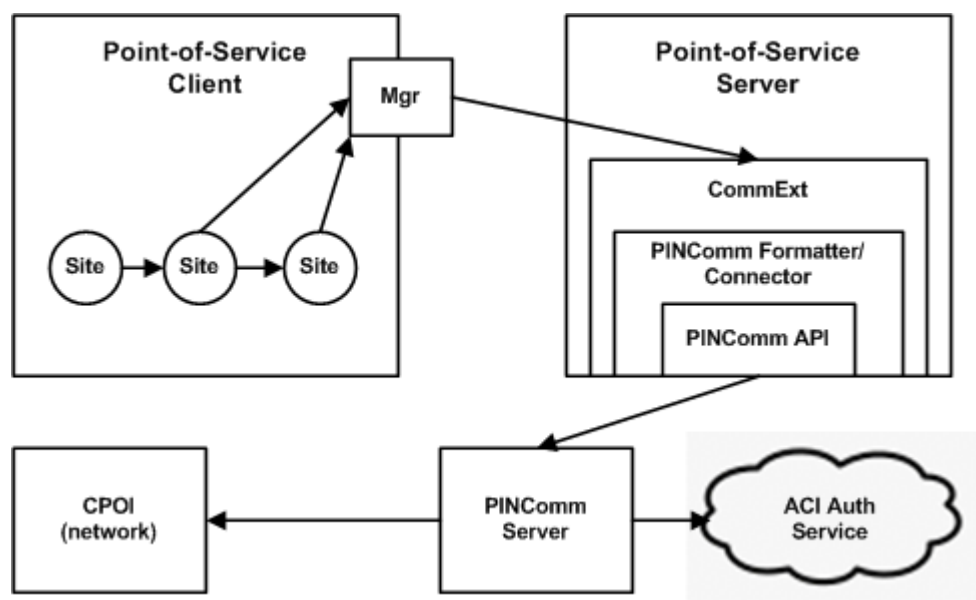 Point-of-Service
Client
Mgr
Site
Site
Site
Point-of-Service
Server
CommExt
PINComm Formatter/
Connector
PINComm API
CPOI
(network)
PINComm
Server
ACI Auth
Service